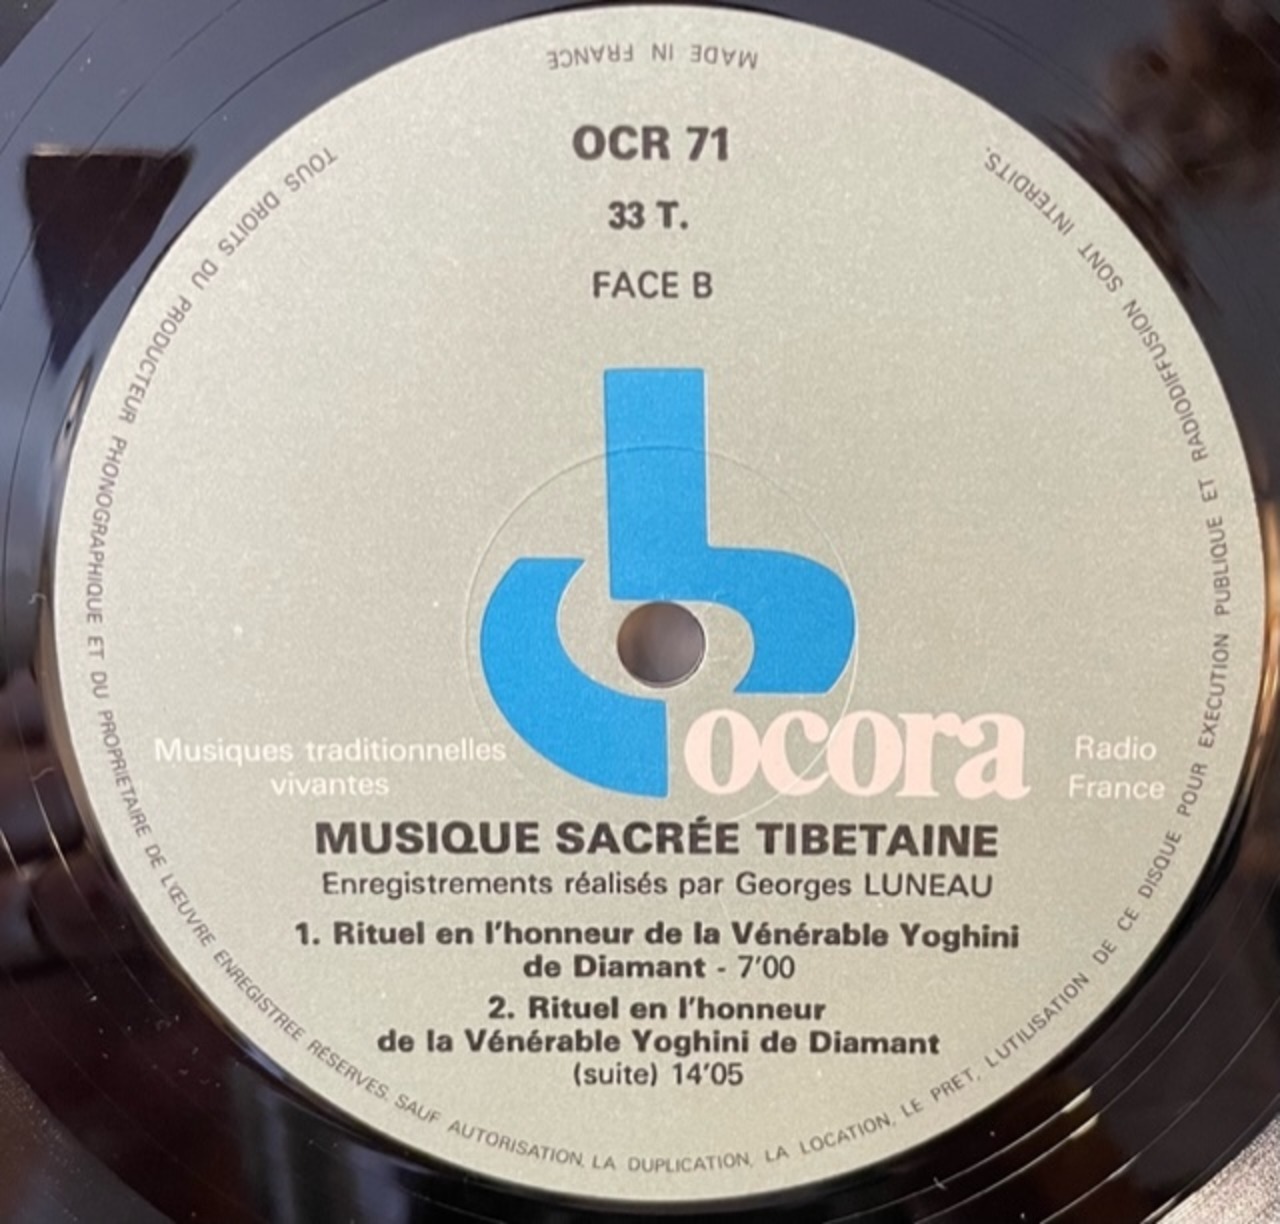 MADE IN FRANCE
OCR 71
33 T.
FACE B
ocora
Musiques traditionnelles
vivantes
Radio
France
MUSIQUE SACRÉE TIBETAINE
Enregistrements réalisés par Georges LUNEAU
1. Rituel en l'honneur de la Vénérable Yoghini
de Diamant - 7'00
2. Rituel en l'honneur
de la Vénérable Yoghini de Diamant
(suite) 14'05
TOUS DROITS DU PRODUCTEUR PHONOGRAPHIQUE ET DU PROPRIETAIRE DE L'ŒUVRE ENREGISTREE RÉSERVES. SAUF AUTORISATION, LA DUPLICATION, LA LOCATION, LE PRET, L'UTILISATION DE CE DISQUE POUR EXECUTION PUBLIQUE ET RADIODIFFUSION SONT INTERDITS.